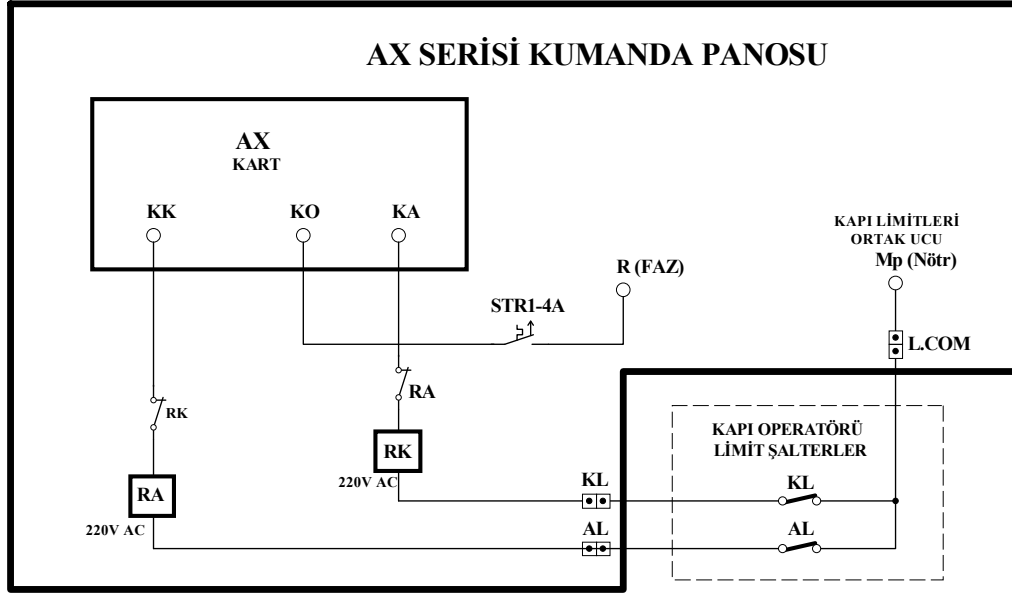 AX SERİSİ KUMANDA PANOSU
AX
KART
KK
KO
KA
KAPI LİMİTLERİ
ORTAK UCU
Mp (Nötr)
R (FAZ)
STR1-4A
L.COM
RA
RK
KAPI OPERATÖRÜ
LİMİT ŞALTERLER
RK
220V AC
KL
KL
RA
220V AC
AL
AL